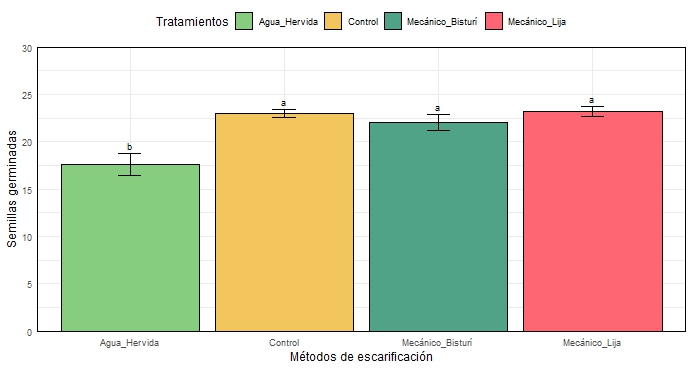 Tratamientos Agua_Hervida Control Mecánico_Bisturí Mecánico_Lija
30
25
20
15
10
5
0
Semillas germinadas
b
a
a
a
Agua_Hervida Control Mecánico_Bisturí Mecánico_Lija
Métodos de escarificación